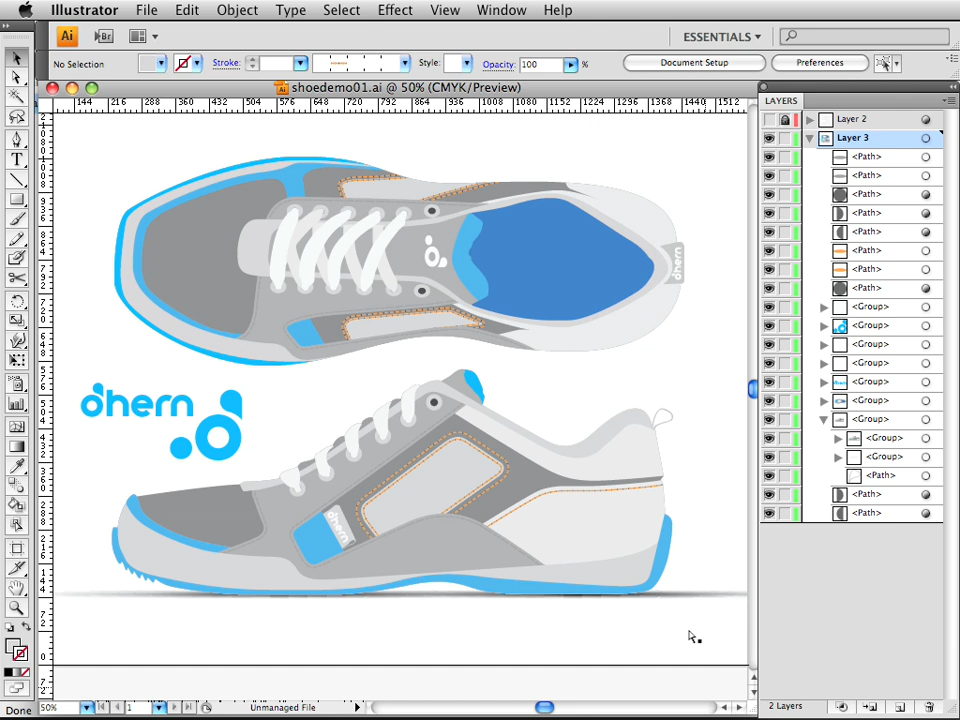 Illustrator File Edit Object Type Select Effect View Window Help
Ai Br ESSENTIALS
No Selection Stroke: Style: Opacity: 100 % Document Setup Preferences
Ai shoedemo01.ai @ 50% (CMYK/Preview)
LAYERS
144 216 288 360 432 504 576 648 720 792 864 936 1008 1080 1152 1224 1296 1368 1440 1512
Layer 2
Layer 3
<Path>
<Path>
<Path>
<Path>
<Path>
<Path>
<Path>
<Path>
<Group>
<Group>
<Group>
<Group>
<Group>
<Group>
<Group>
<Group>
<Group>
<Path>
<Path>
<Path>
dhern
dhern
dhern
T
Done 50% 1 Unmanaged File 2 Layers